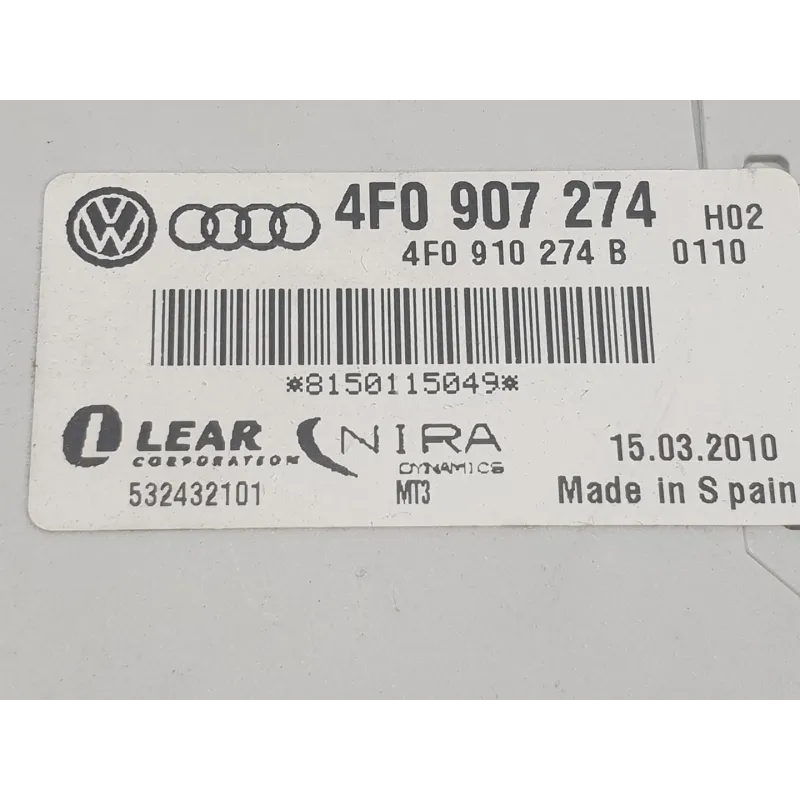 4F0 907 274 H02
4F0 910 274 B 0110
*8150115049*
LEAR NIRA 15.03.2010
CORPORATION DYNAMICS
532432101 MT3 Made in Spain